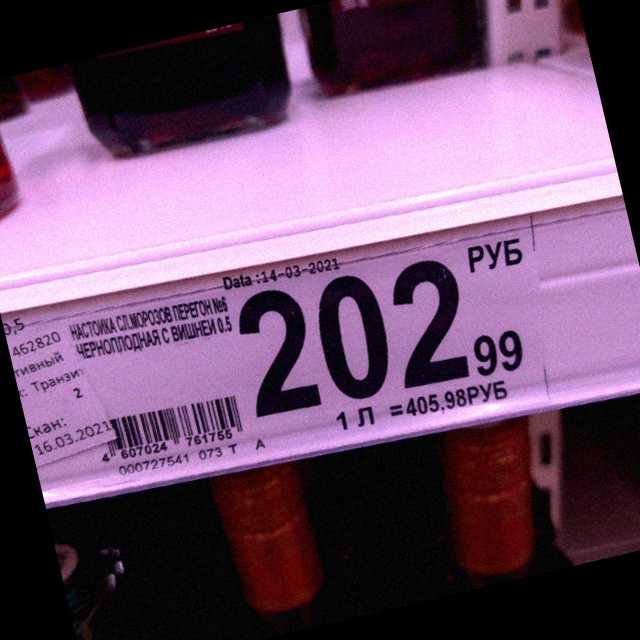 Data :14-03-2021
НАСТОЙКА СЛ.МОРОЗОВ ПЕРЕГОН №6
ЧЕРНОПЛОДНАЯ С ВИШНЕЙ 0.5
202 99
РУБ
1 Л =405,98РУБ
4 607024 761755
000727541 073 Т А
0,5
462820
тивный
: Транзи
2
скан:
16.03.2021